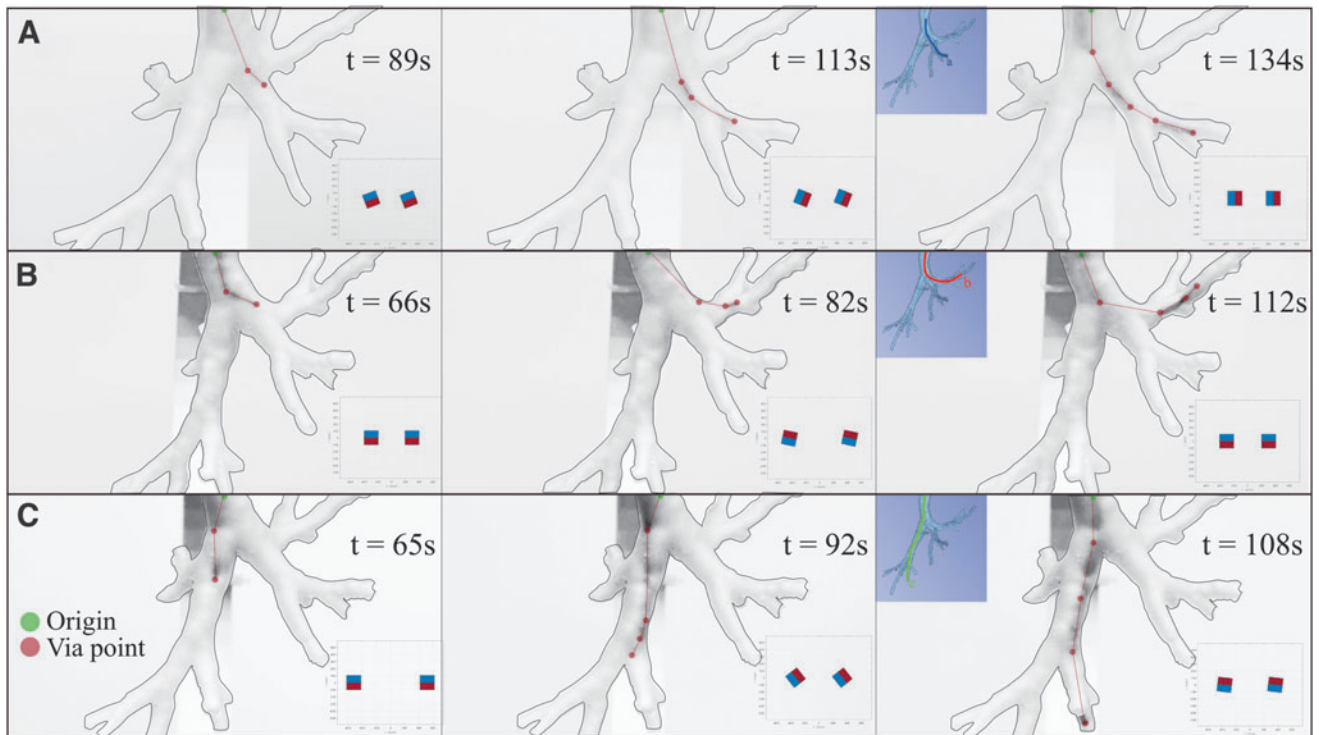 A
t = 89s
t = 113s
t = 134s
B
t = 66s
t = 82s
b
t = 112s
C
t = 65s
t = 92s
t = 108s
Origin
Via point